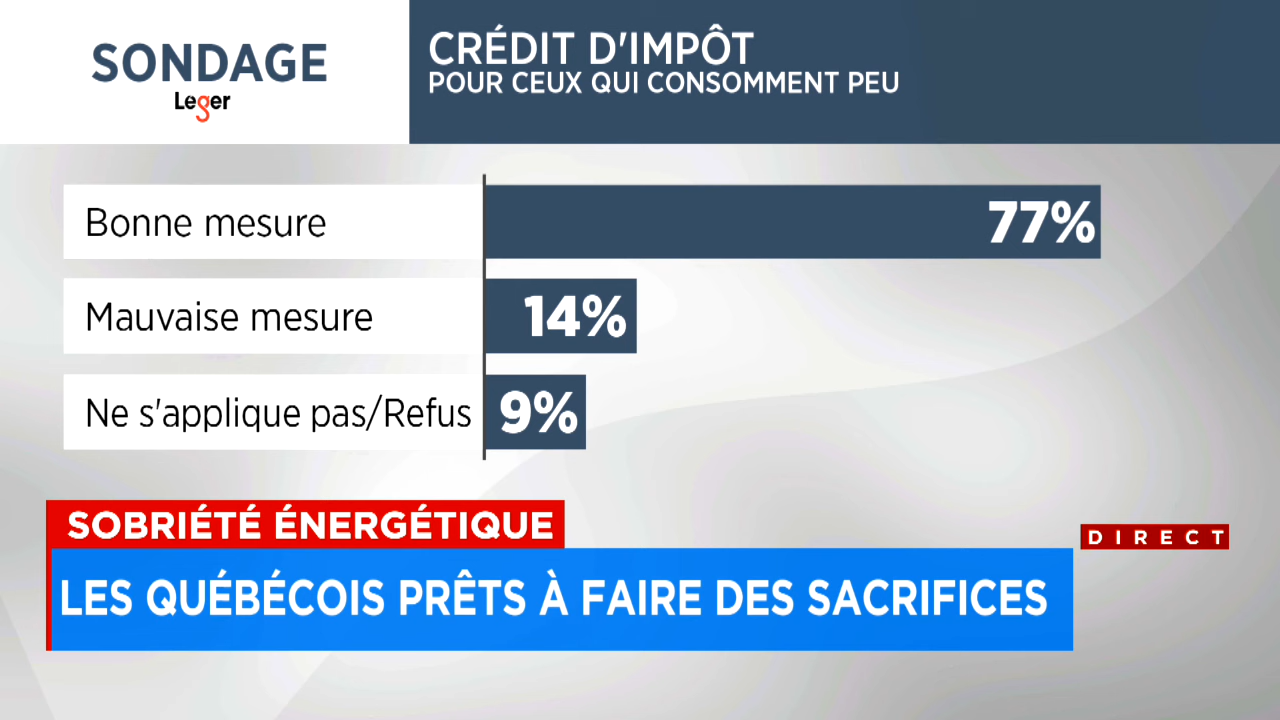 SONDAGE
Leger
CRÉDIT D'IMPÔT
POUR CEUX QUI CONSOMMENT PEU
Bonne mesure
77%
Mauvaise mesure
14%
Ne s'applique pas/Refus
9%
SOBRIÉTÉ ÉNERGÉTIQUE
DIRECT
LES QUÉBÉCOIS PRÊTS À FAIRE DES SACRIFICES